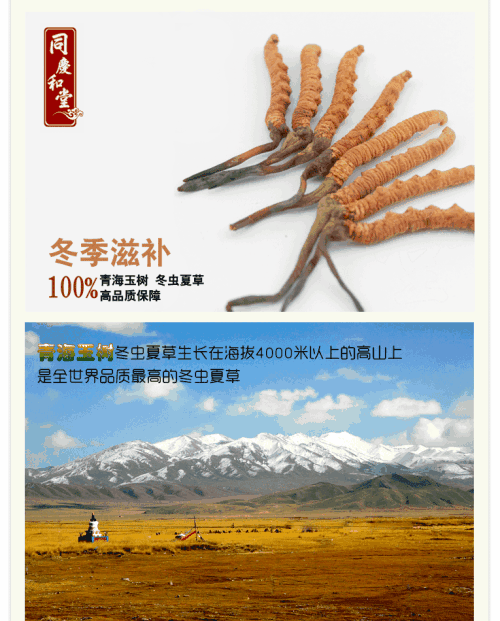 同慶和堂
冬季滋补
100%青海玉树 冬虫夏草
高品质保障
青海玉树冬虫夏草生长在海拔4000米以上的高山上
是全世界品质最高的冬虫夏草